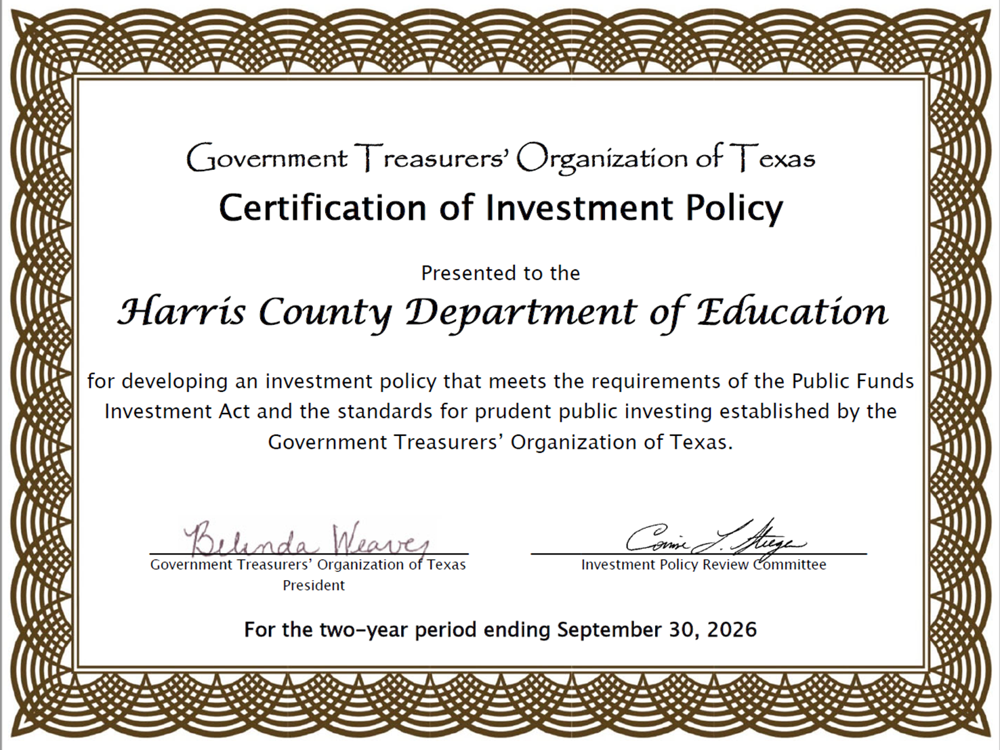 Government Treasurers’ Organization of Texas
Certification of Investment Policy
Presented to the
Harris County Department of Education
for developing an investment policy that meets the requirements of the Public Funds
Investment Act and the standards for prudent public investing established by the
Government Treasurers’ Organization of Texas.
Belinda Weaver
Government Treasurers’ Organization of Texas
President
L.
Investment Policy Review Committee
For the two-year period ending September 30, 2026